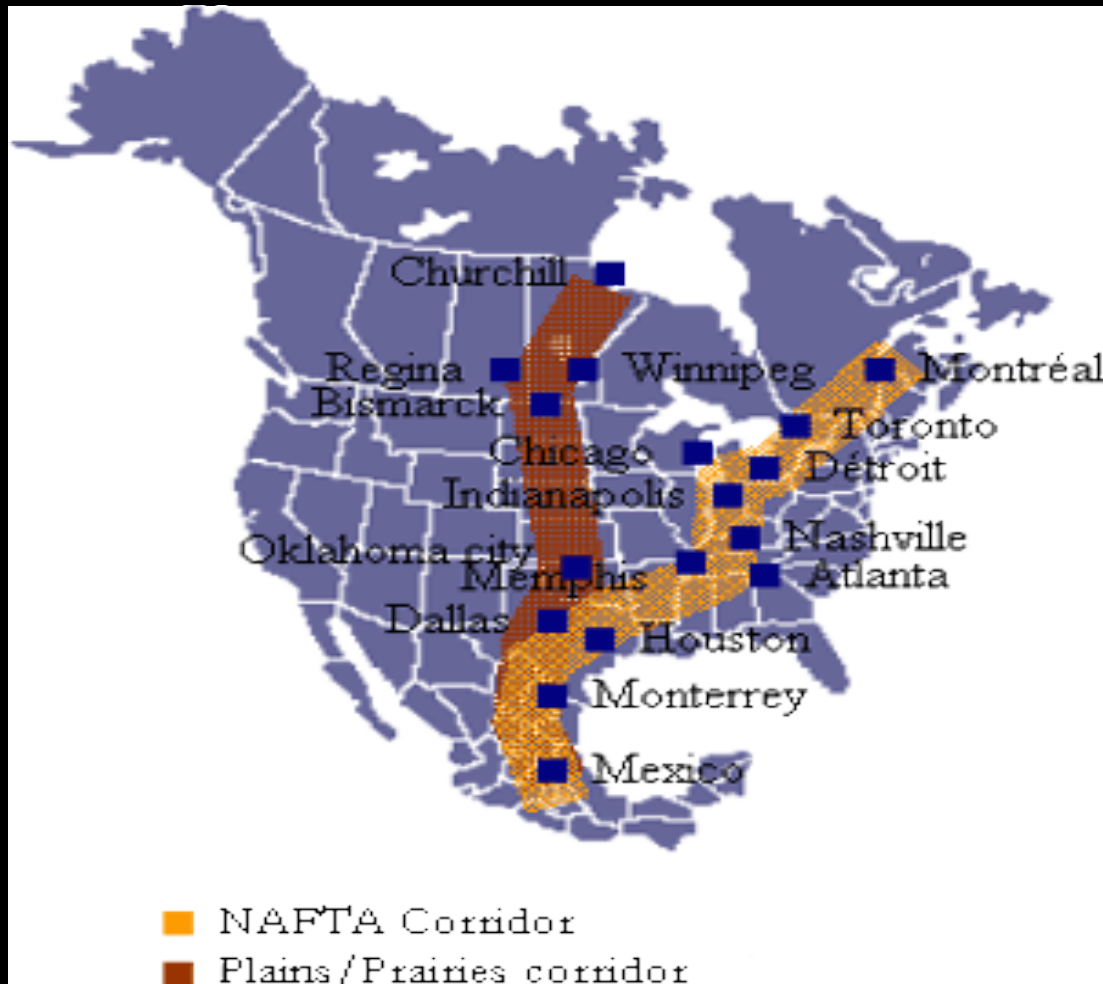 Churchill
Regina
Winnipeg
Montréal
Bismarck
Toronto
Chicago
Détroit
Indianapolis
Nashville
Oklahoma city
Memphis
Atlanta
Dallas
Houston
Monterrey
Mexico
NAFTA Corridor
Plains/Prairies corridor